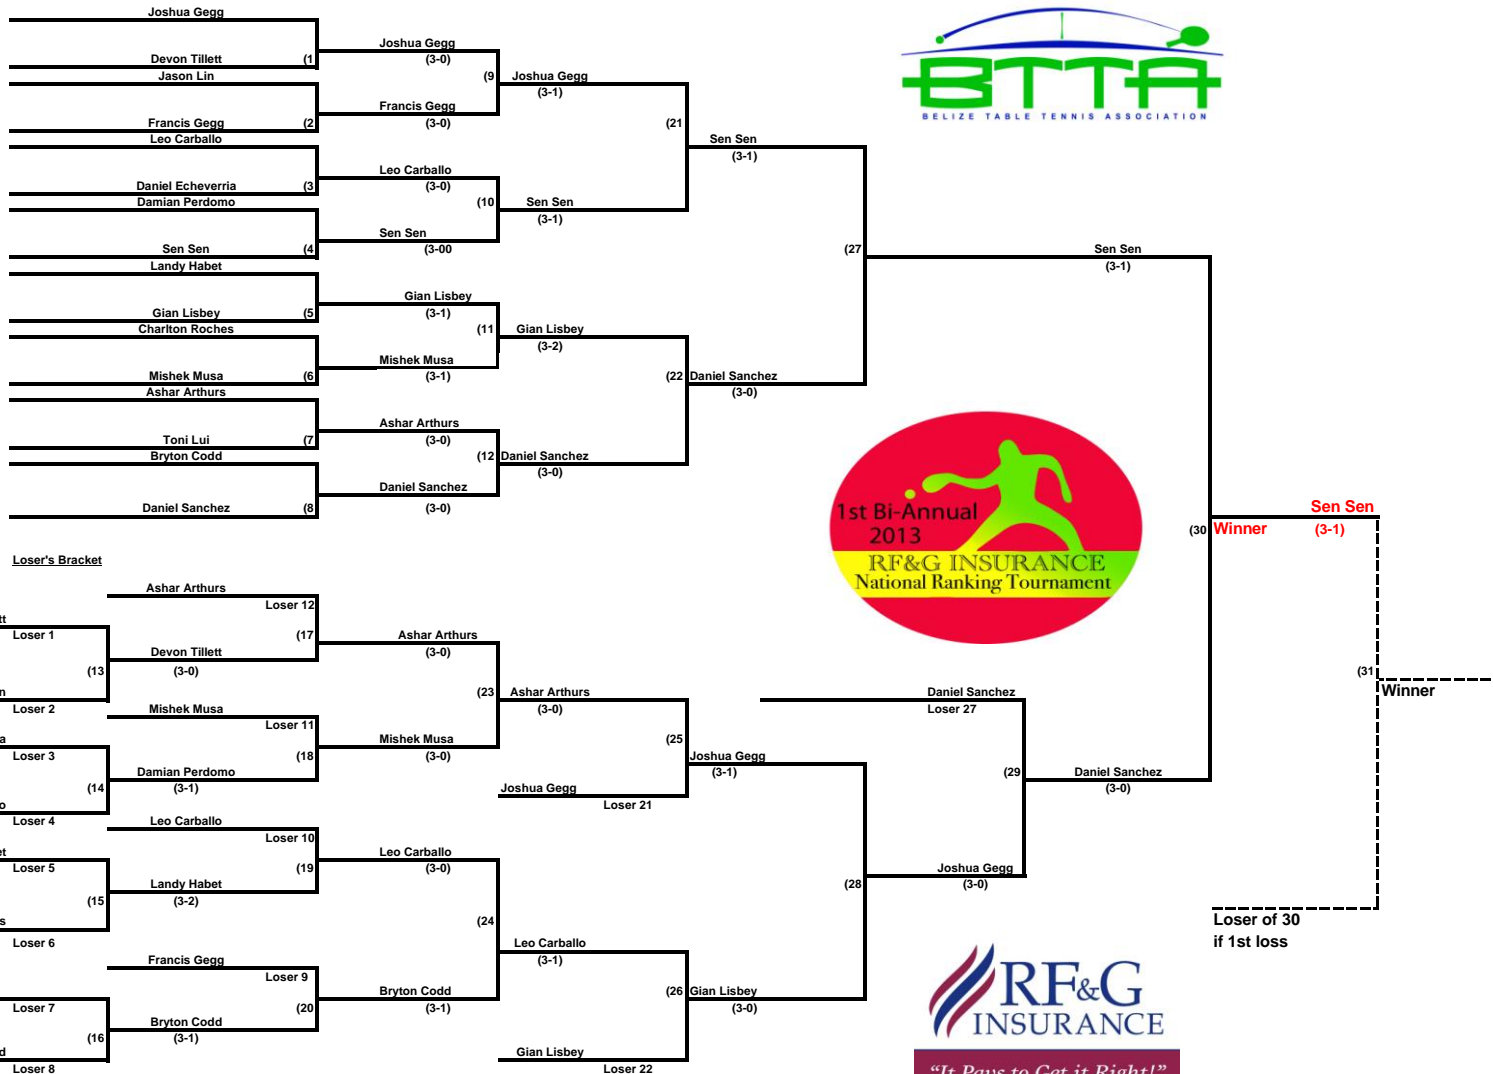 Joshua Gegg
Devon Tillett (1
Jason Lin
Joshua Gegg
(3-0)
Francis Gegg (2
Leo Carballo
Francis Gegg
(3-0)
(9 Joshua Gegg
(3-1)
Daniel Echeverria (3
Damian Perdomo
Leo Carballo
(3-0)
Sen Sen (4
Landy Habet
Sen Sen
(3-00
(10 Sen Sen
(3-1)
(21 Sen Sen
(3-1)
Gian Lisbey (5
Charlton Roches
Gian Lisbey
(3-1)
Mishek Musa (6
Ashar Arthurs
Mishek Musa
(3-1)
(11 Gian Lisbey
(3-2)
Toni Lui (7
Bryton Codd
Ashar Arthurs
(3-0)
Daniel Sanchez (8
Daniel Sanchez
(3-0)
(12 Daniel Sanchez
(3-0)
(22 Daniel Sanchez
(3-0)
(27 Sen Sen
(3-1)
BTTA
BELIZE TABLE TENNIS ASSOCIATION
1st Bi-Annual
2013
RF&G INSURANCE
National Ranking Tournament
Sen Sen
(30 Winner (3-1)
Loser's Bracket
Ashar Arthurs
Loser 12
tt
Loser 1
(17
Devon Tillett
(13 (3-0)
n
Loser 2
Ashar Arthurs
(3-0)
Mishek Musa
Loser 11
a
Loser 3
(18
Damian Perdomo
(14 (3-1)
o
Loser 4
Mishek Musa
(3-0)
(23 Ashar Arthurs
(3-0)
Joshua Gegg
Loser 21
(25 Joshua Gegg
(3-1)
Leo Carballo
Loser 10
et
Loser 5
(19
Landy Habet
(15 (3-2)
s
Loser 6
Leo Carballo
(3-0)
Francis Gegg
Loser 9
Loser 7
(20
Bryton Codd
(16 (3-1)
d
Loser 8
Bryton Codd
(3-1)
(24 Leo Carballo
(3-1)
Gian Lisbey
Loser 22
(26 Gian Lisbey
(3-0)
Daniel Sanchez
Loser 27
(28 Joshua Gegg
(3-0)
(29 Daniel Sanchez
(3-0)
(31 Winner
Loser of 30
if 1st loss
RF&G
INSURANCE
"It Pays to Get it Right!"